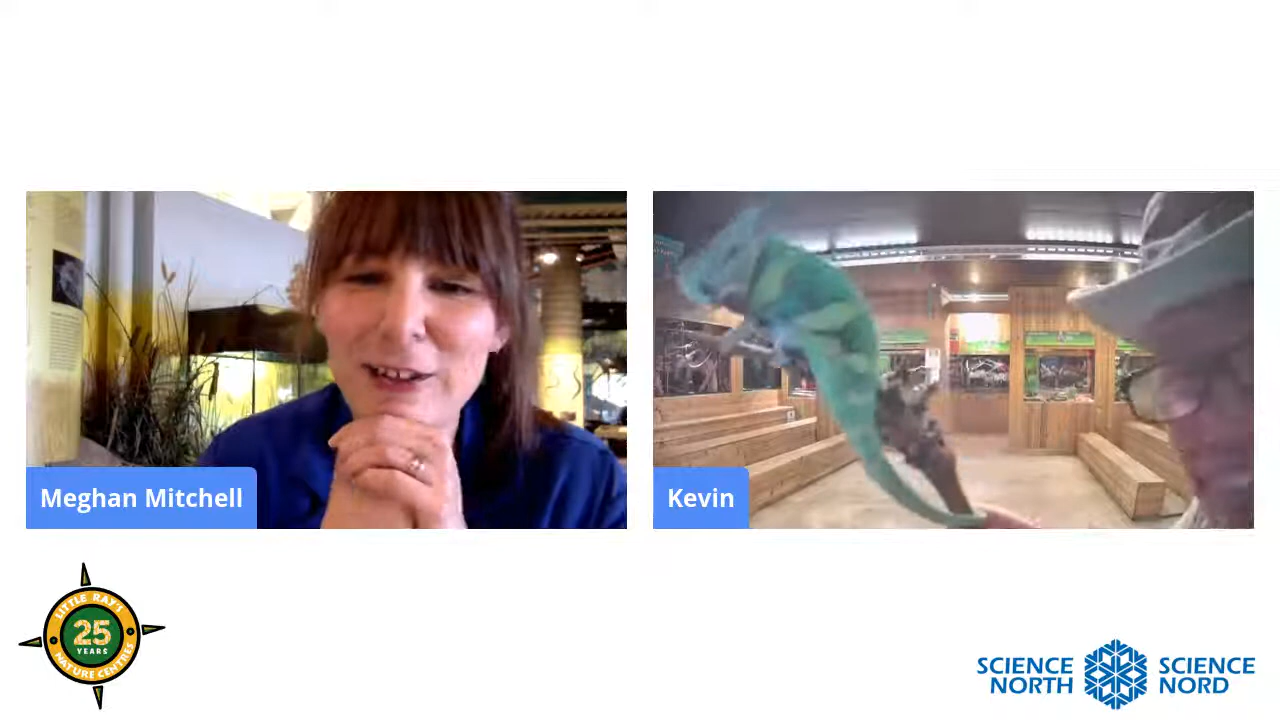 Meghan Mitchell
Kevin
LITTLE RAY'S
25
YEARS
NATURE CENTRES
SCIENCE NORTH
SCIENCE NORD